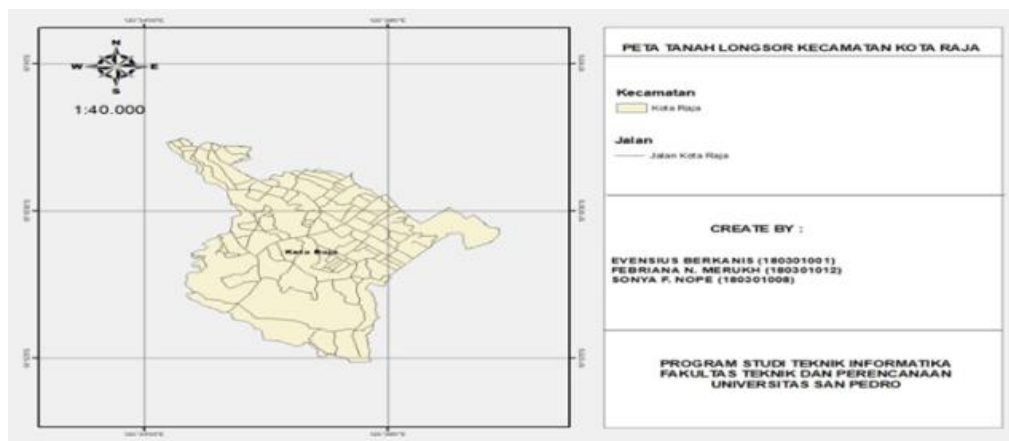 N
W E
S
1:40.000
Kota Raja
PETA TANAH LONGSOR KECAMATAN KOTA RAJA
Kecamatan
Kota Raja
Jalan
Jalan Kota Raja
CREATE BY :
EVENSIUS BERKANIS (180301001)
FEBRIANA N. MERUKH (180301012)
SONYA F. NOPE (180301008)
PROGRAM STUDI TEKNIK INFORMATIKA
FAKULTAS TEKNIK DAN PERENCANAAN
UNIVERSITAS SAN PEDRO